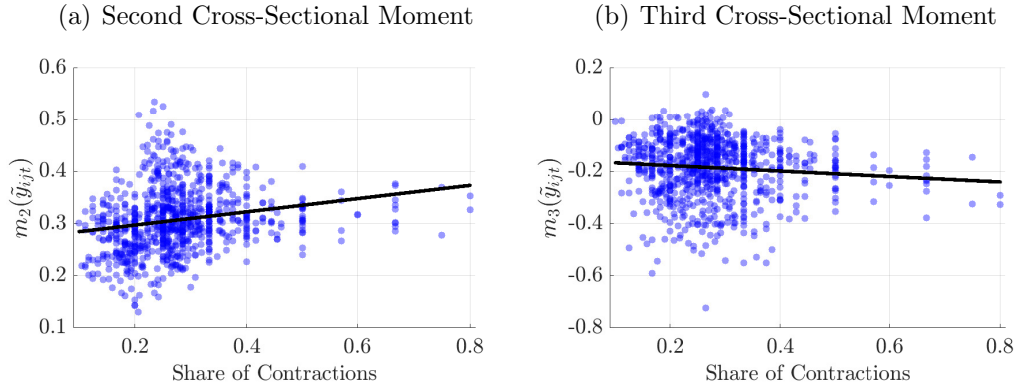 (a) Second Cross-Sectional Moment
0.6
0.5
0.4
0.3
0.2
0.1
m₂(ỹᵢⱼₜ)
0.2 0.4 0.6 0.8
Share of Contractions
(b) Third Cross-Sectional Moment
0.2
0
-0.2
-0.4
-0.6
-0.8
m₃(ỹᵢⱼₜ)
0.2 0.4 0.6 0.8
Share of Contractions